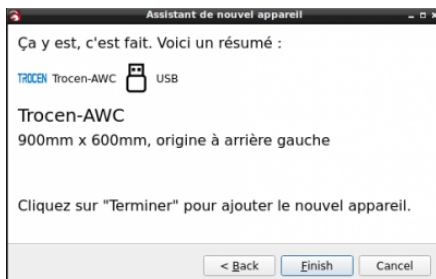 Assistant de nouvel appareil
Ça y est, c'est fait. Voici un résumé :
TROCEN Trocen-AWC USB
Trocen-AWC
900mm x 600mm, origine à arrière gauche
Cliquez sur "Terminer" pour ajouter le nouvel appareil.
< Back Finish Cancel